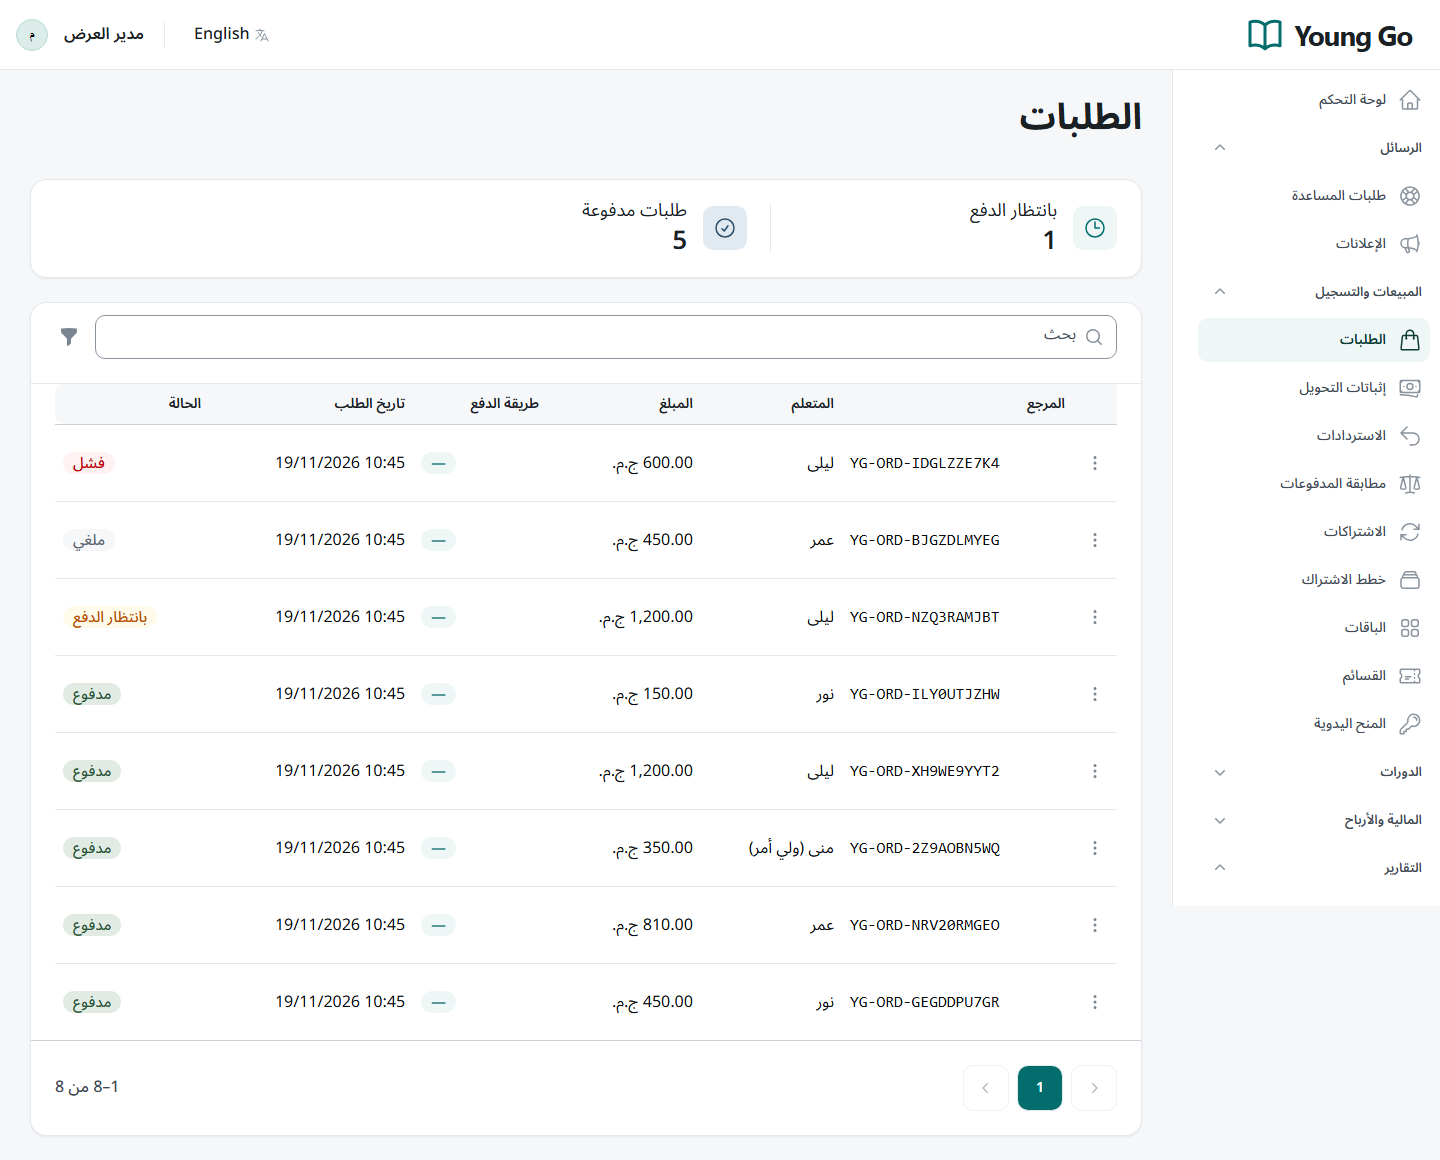 Young Go
English
مدير العرض
م
لوحة التحكم
الرسائل
طلبات المساعدة
الإعلانات
المبيعات والتسجيل
الطلبات
إثباتات التحويل
الاستردادات
مطابقة المدفوعات
الاشتراكات
خطط الاشتراك
الباقات
القسائم
المنح اليدوية
الدورات
المالية والأرباح
التقارير
الطلبات
بانتظار الدفع
1
طلبات مدفوعة
5
بحث
المرجع المتعلم المبلغ طريقة الدفع تاريخ الطلب الحالة
YG-ORD-IDGLZZE7K4 ليلى 600.00 ج.م. — 19/11/2026 10:45 فشل
YG-ORD-BJGZDLMYEG عمر 450.00 ج.م. — 19/11/2026 10:45 ملغي
YG-ORD-NZQ3RAMJBT ليلى 1,200.00 ج.م. — 19/11/2026 10:45 بانتظار الدفع
YG-ORD-ILY0UTJZHW نور 150.00 ج.م. — 19/11/2026 10:45 مدفوع
YG-ORD-XH9WE9YYT2 ليلى 1,200.00 ج.م. — 19/11/2026 10:45 مدفوع
YG-ORD-2Z9AOBN5WQ منى (ولي أمر) 350.00 ج.م. — 19/11/2026 10:45 مدفوع
YG-ORD-NRV20RMGEO عمر 810.00 ج.م. — 19/11/2026 10:45 مدفوع
YG-ORD-GEGDDPU7GR نور 450.00 ج.م. — 19/11/2026 10:45 مدفوع
1
1–8 من 8